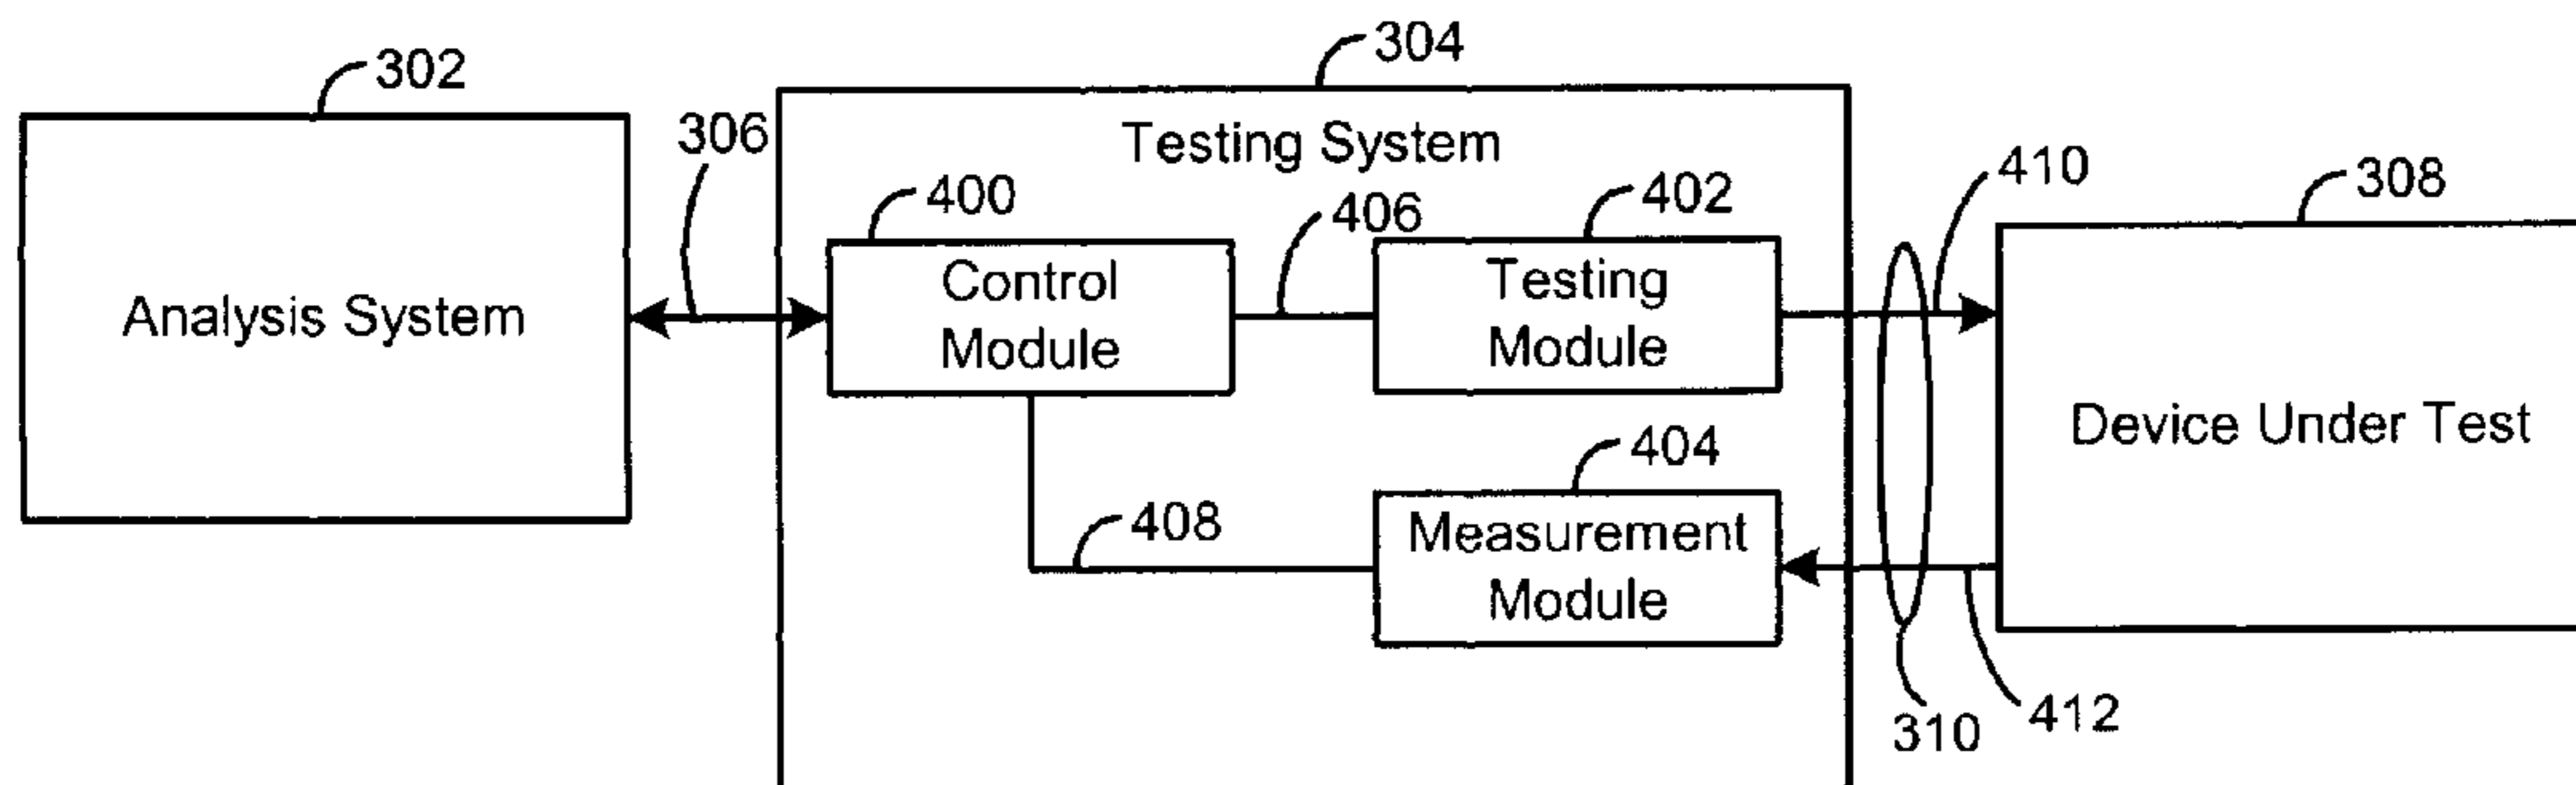 304
302
306
Testing System
410
308
400
406
402
Control
Module
Testing
Module
Analysis System
Device Under Test
404
408
Measurement
Module
310
412